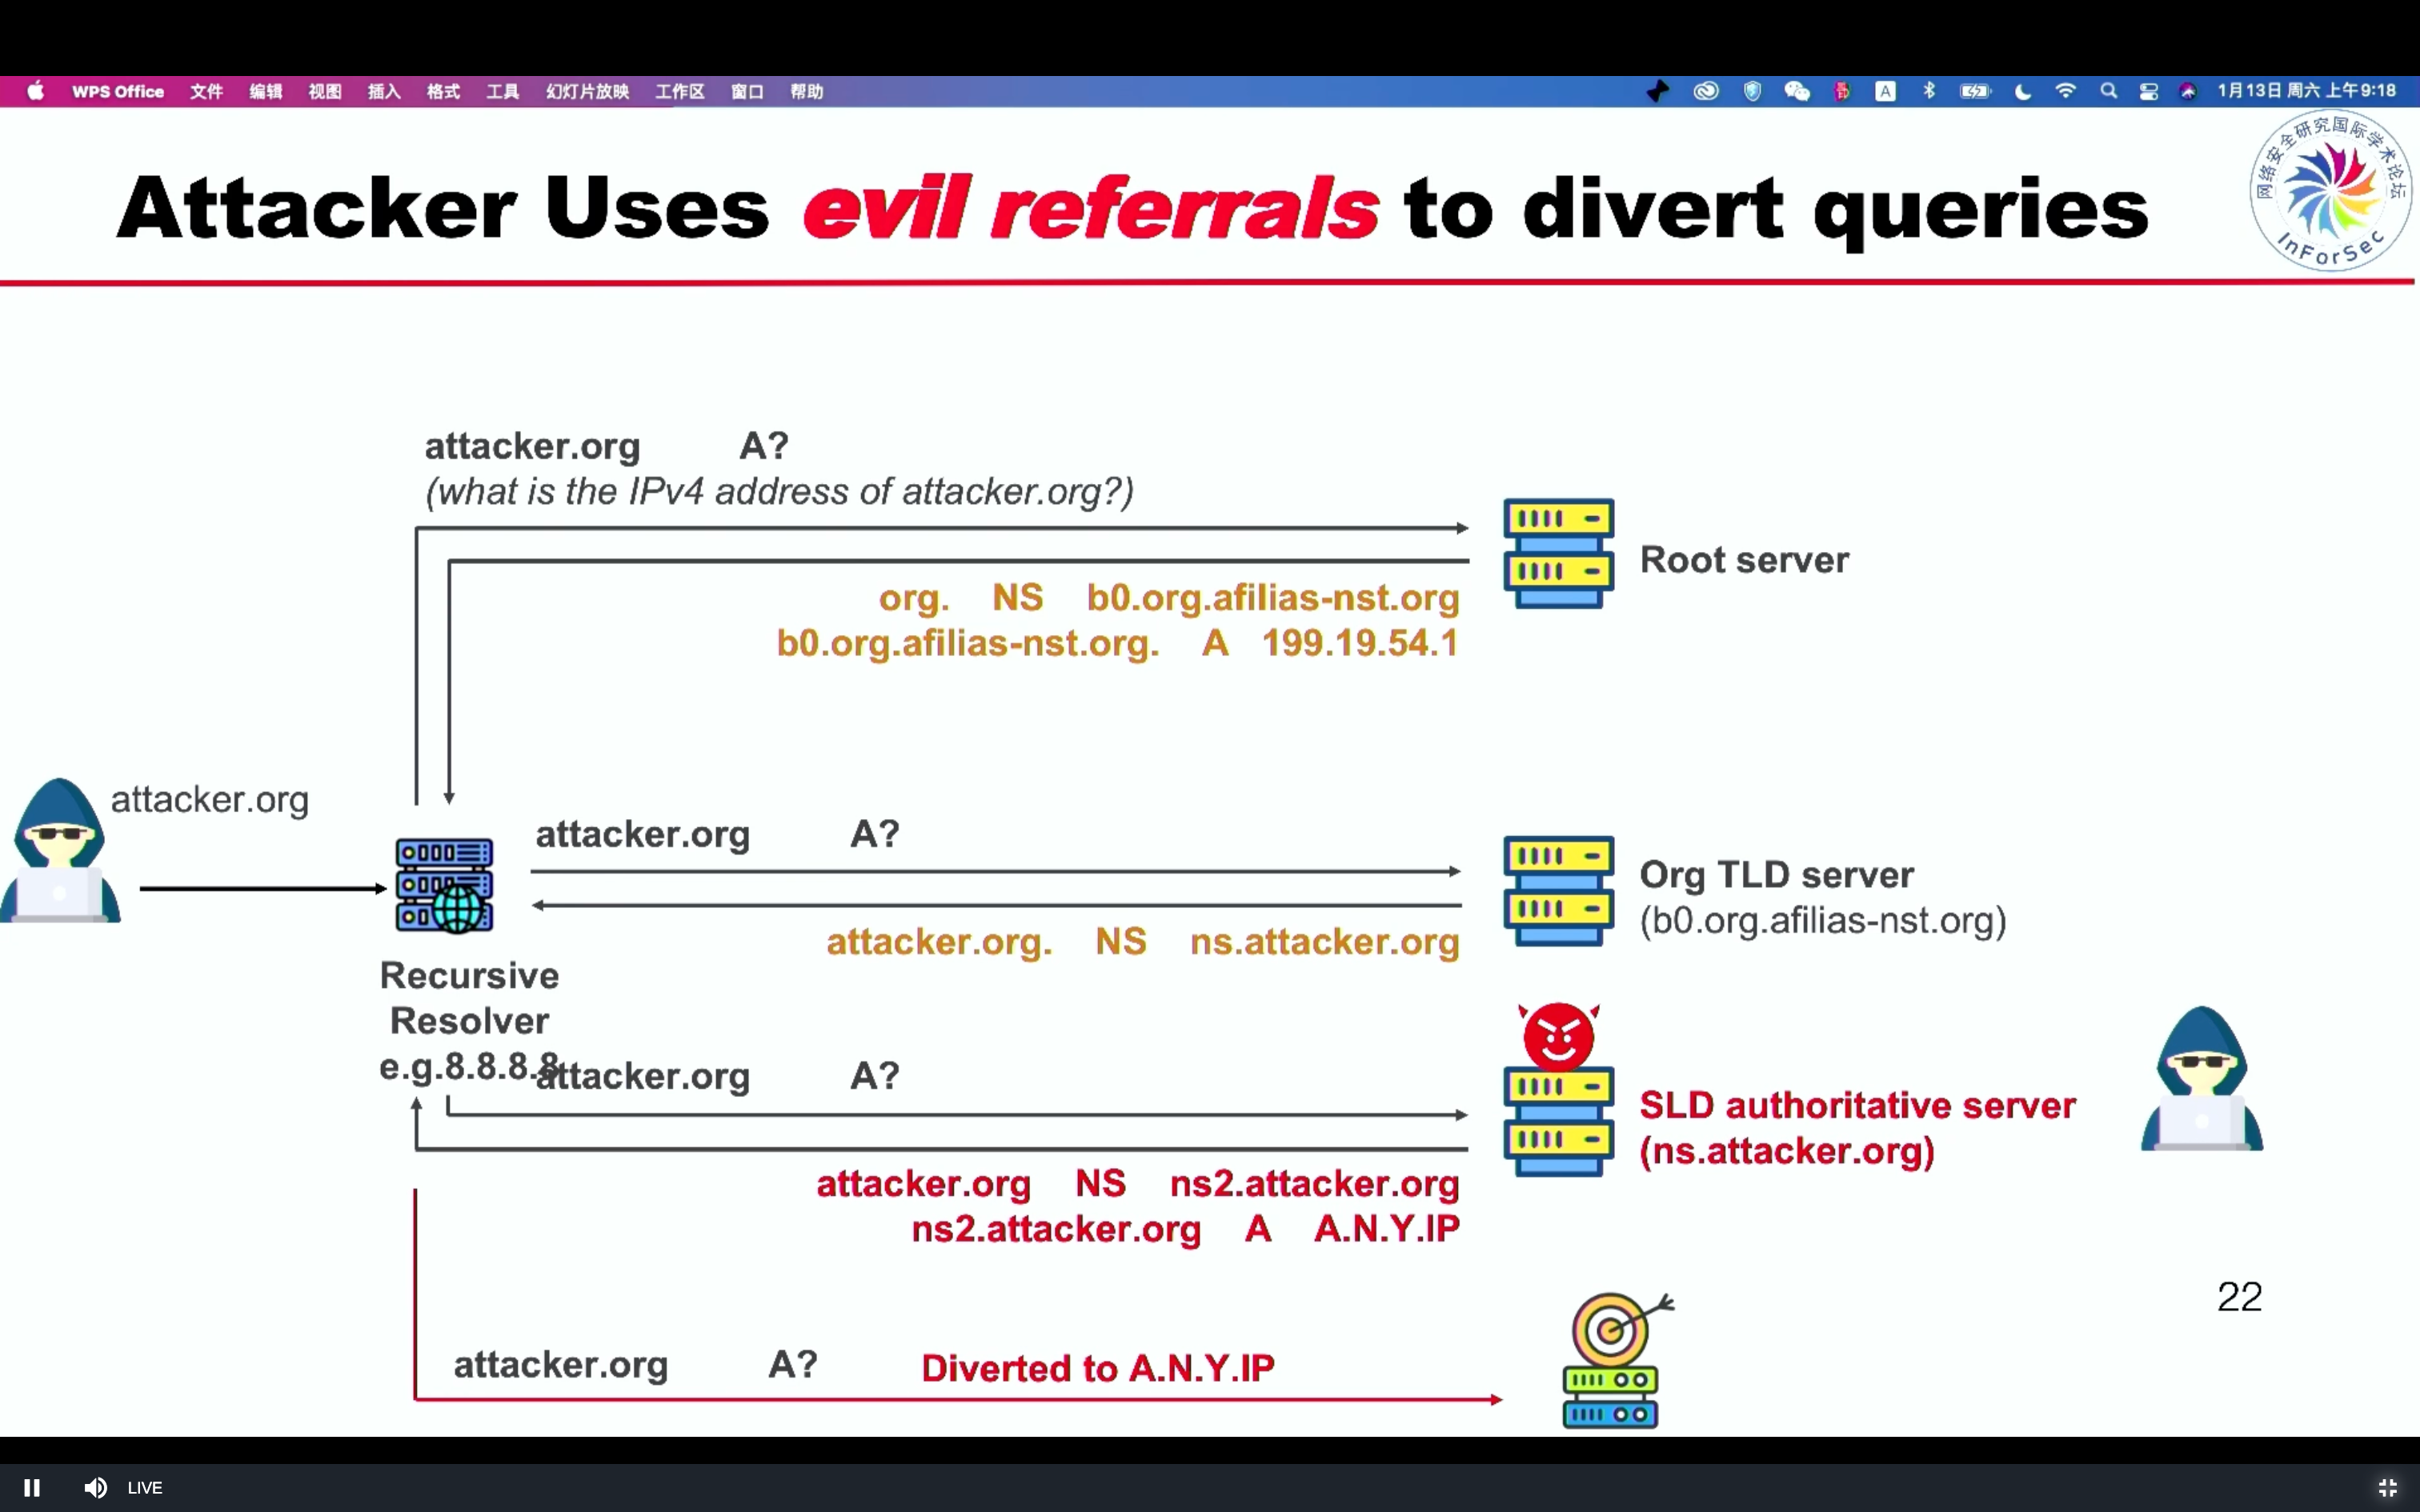 WPS Office 文件 编辑 视图 插入 格式 工具 幻灯片放映 工作区 窗口 帮助 A 1月13日 周六 上午9:18
网络安全研究国际学术论坛
InForSec
Attacker Uses evil referrals to divert queries
attacker.org A?
(what is the IPv4 address of attacker.org?)
Root server
org. NS b0.org.afilias-nst.org
b0.org.afilias-nst.org. A 199.19.54.1
attacker.org
attacker.org A?
Org TLD server
(b0.org.afilias-nst.org)
attacker.org. NS ns.attacker.org
Recursive
Resolver
e.g.8.8.8.8
attacker.org A?
SLD authoritative server
(ns.attacker.org)
attacker.org NS ns2.attacker.org
ns2.attacker.org A A.N.Y.IP
22
attacker.org A? Diverted to A.N.Y.IP
LIVE